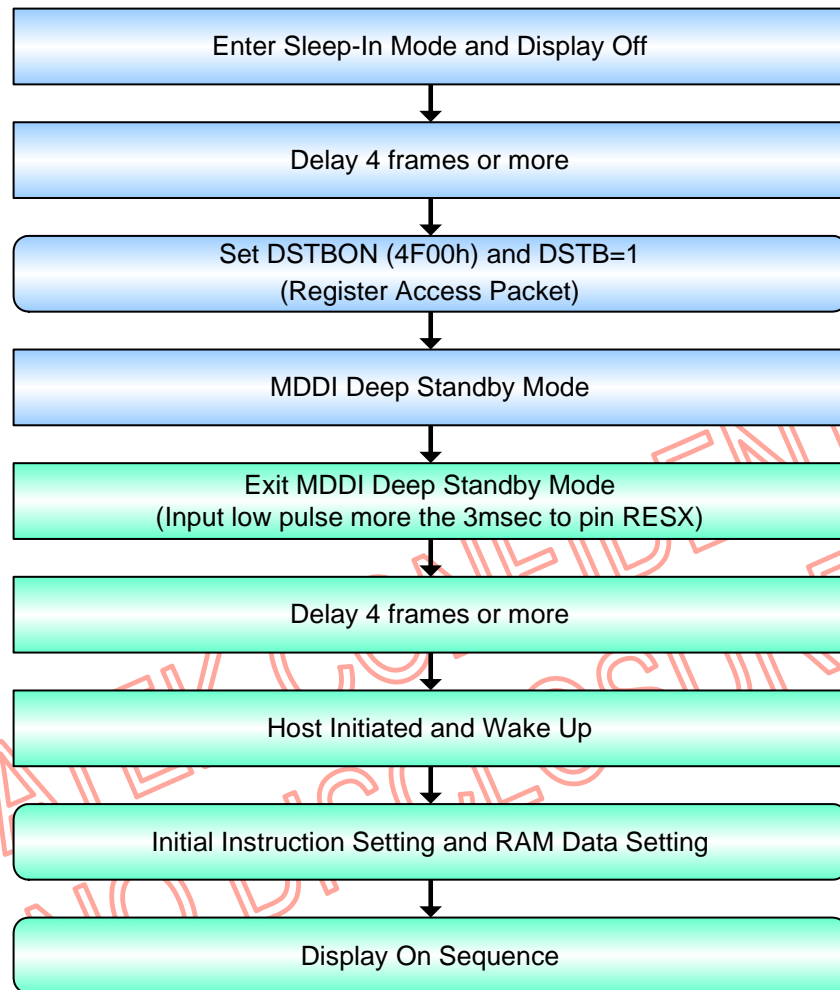 Enter Sleep-In Mode and Display Off
Delay 4 frames or more
Set DSTBON (4F00h) and DSTB=1
(Register Access Packet)
MDDI Deep Standby Mode
Exit MDDI Deep Standby Mode
(Input low pulse more the 3msec to pin RESX)
Delay 4 frames or more
Host Initiated and Wake Up
Initial Instruction Setting and RAM Data Setting
Display On Sequence